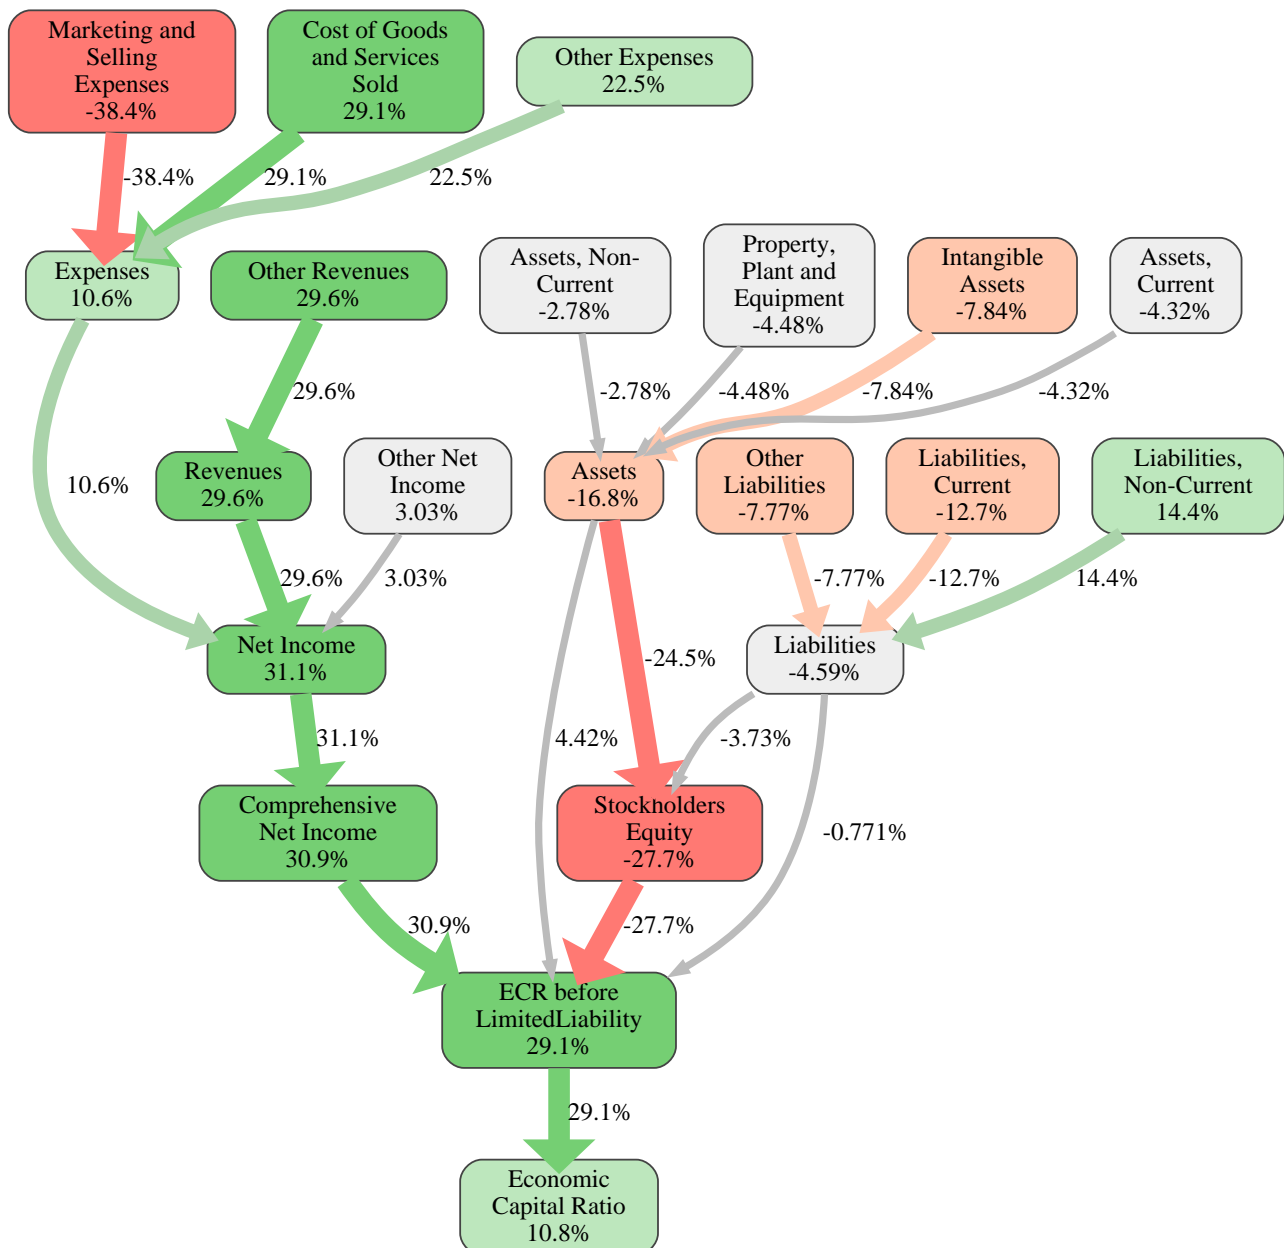 Marketing and
Selling
Expenses
-38.4%
Cost of Goods
and Services
Sold
29.1%
Other Expenses
22.5%
-38.4%
29.1%
22.5%
Expenses
10.6%
Other Revenues
29.6%
Assets, Non-
Current
-2.78%
Property,
Plant and
Equipment
-4.48%
Intangible
Assets
-7.84%
Assets,
Current
-4.32%
29.6%
-2.78%
-4.48%
-7.84%
-4.32%
10.6%
Revenues
29.6%
Other Net
Income
3.03%
Assets
-16.8%
Other
Liabilities
-7.77%
Liabilities,
Current
-12.7%
Liabilities,
Non-Current
14.4%
29.6%
3.03%
-7.77%
-12.7%
14.4%
Net Income
31.1%
-24.5%
Liabilities
-4.59%
31.1%
4.42%
-3.73%
-0.771%
Comprehensive
Net Income
30.9%
Stockholders
Equity
-27.7%
30.9%
-27.7%
ECR before
LimitedLiability
29.1%
29.1%
Economic
Capital Ratio
10.8%